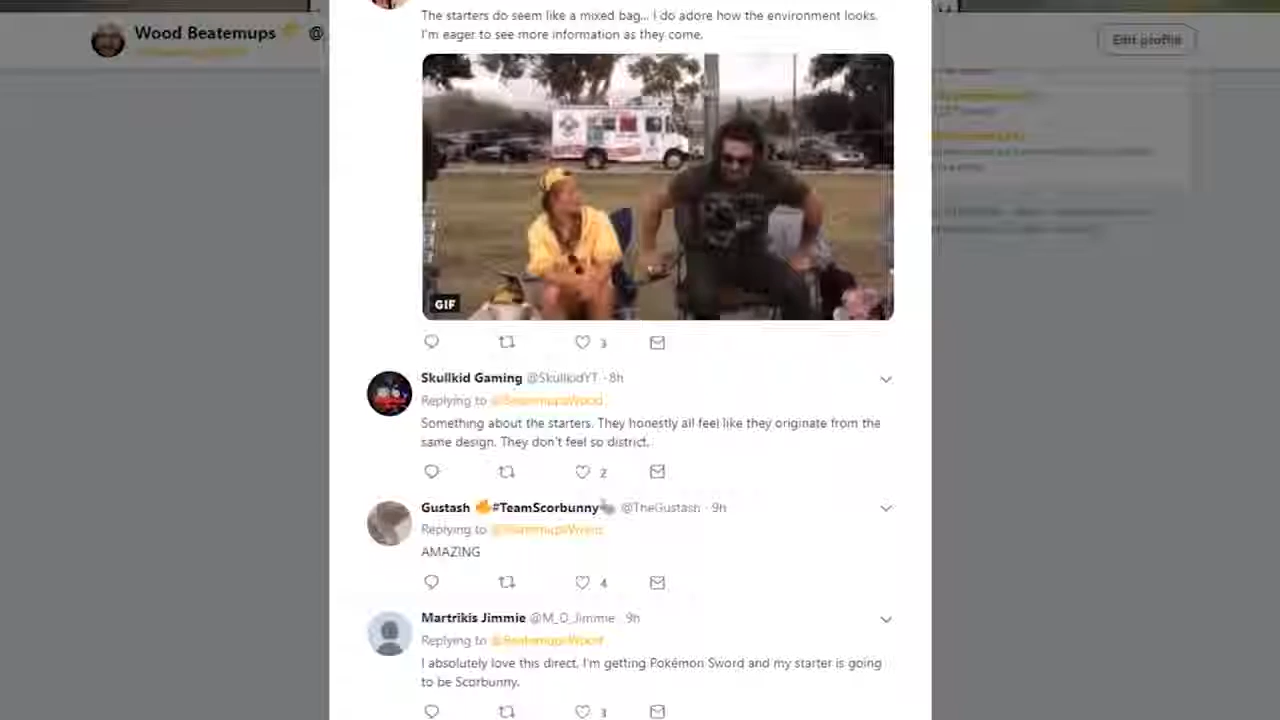 Wood Beatemups @
Edit profile
The starters do seem like a mixed bag... I do adore how the environment looks.
I'm eager to see more information as they come.
GIF
3
Skullkid Gaming @SkullkidYT · 8h
Replying to @BeatemupsWood
Something about the starters. They honestly all feel like they originate from the
same design. They don't feel so district.
2
Gustash #TeamScorbunny @TheGustash · 9h
Replying to @BeatemupsWood
AMAZING
4
Martrikis Jimmie @M_D_Jimmie · 9h
Replying to @BeatemupsWood
I absolutely love this direct, I'm getting Pokémon Sword and my starter is going
to be Scorbunny.
3